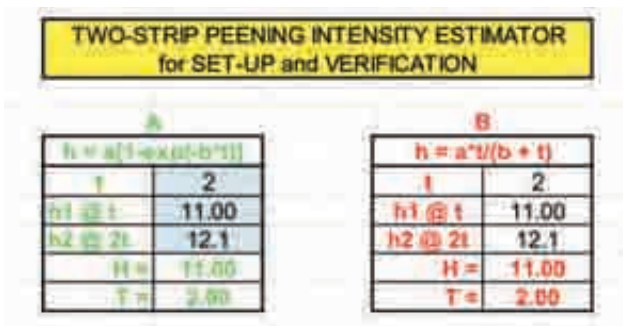 TWO-STRIP PEENING INTENSITY ESTIMATOR
for SET-UP and VERIFICATION
A B
h = a[1-exp(-b*t)] h = a*t/(b + t)
t 2 t 2
h1 @ t 11.00 h1 @ t 11.00
h2 @ 2t 12.1 h2 @ 2t 12.1
H = 11.00 H = 11.00
T = 2.00 T = 2.00